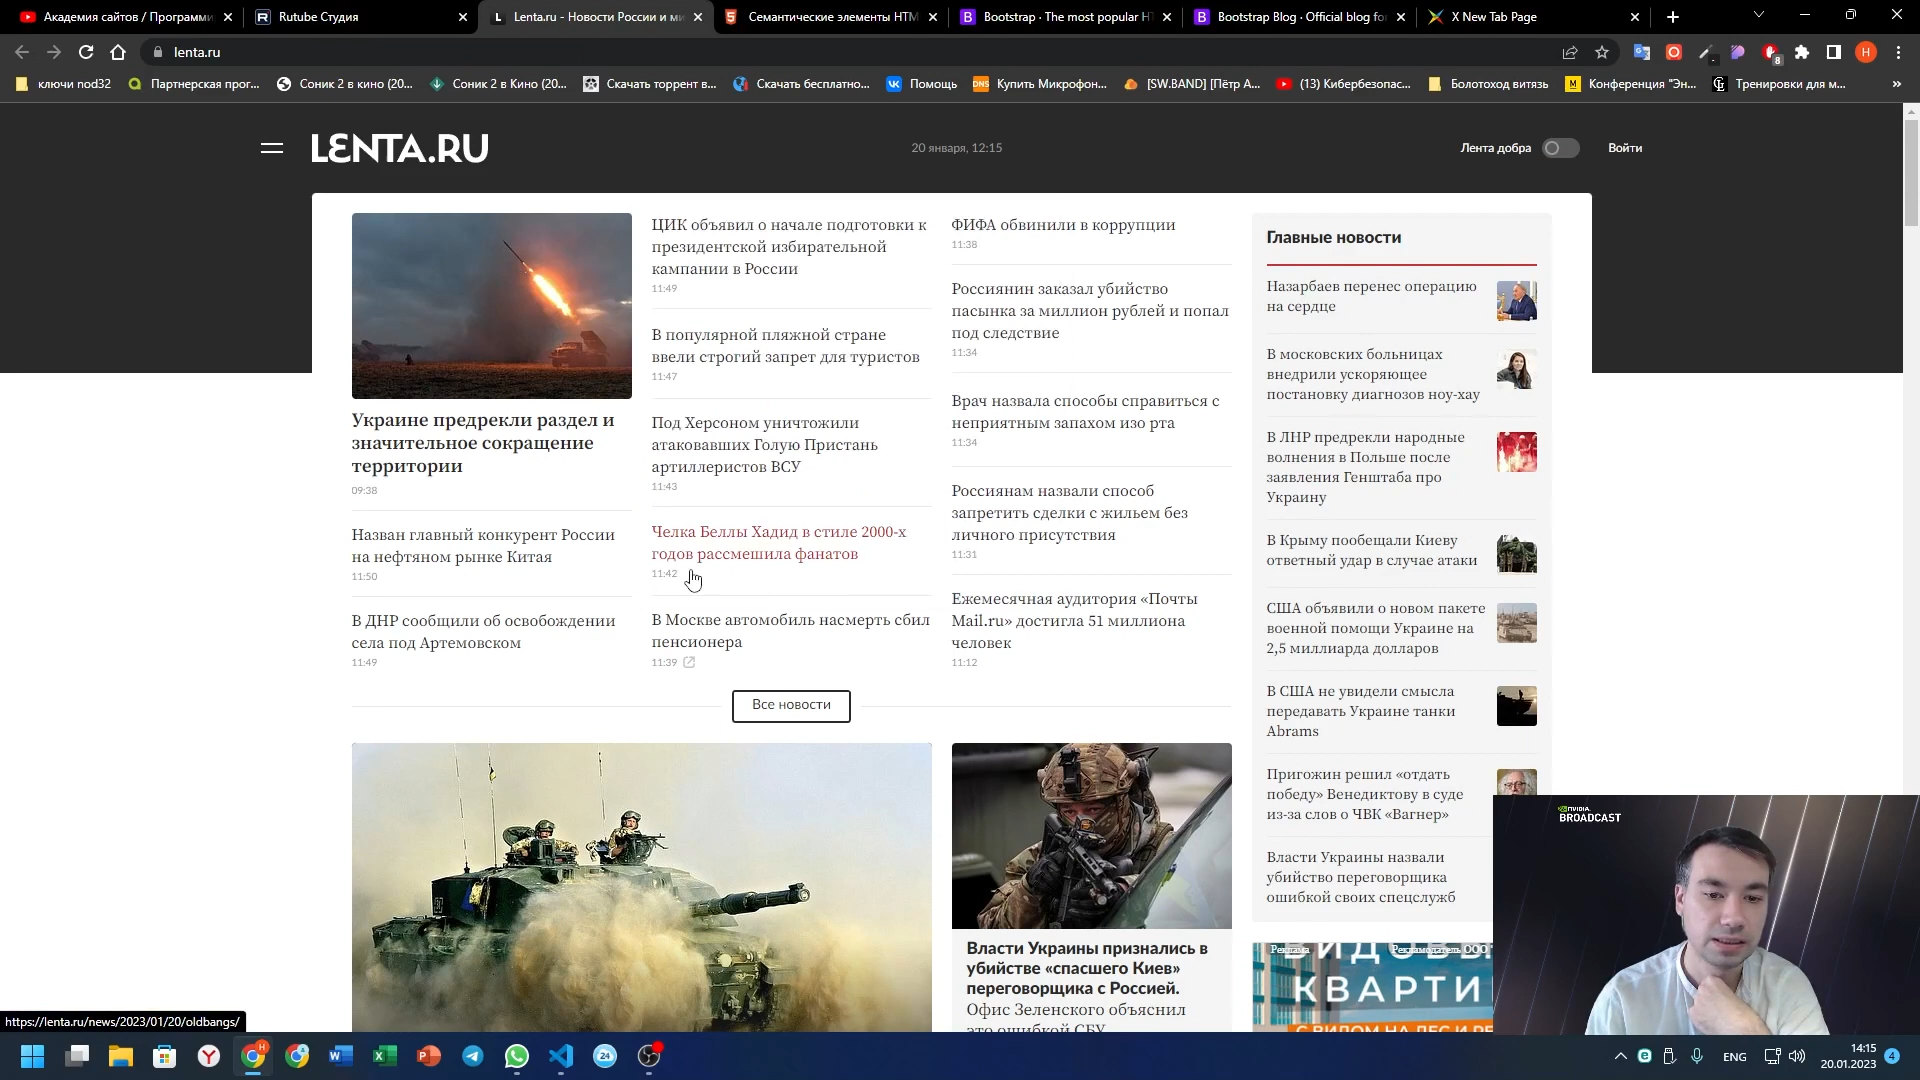 Академия сайтов / Программи
Rutube Студия
Lenta.ru - Новости России и ми
Семантические элементы HTM
Bootstrap · The most popular HT
Bootstrap Blog · Official blog fo
X New Tab Page
lenta.ru
8
Н
ключи nod32
Партнерская прог...
Соник 2 в кино (20...
Соник 2 в Кино (20...
Скачать торрент в...
Скачать бесплатно...
Помощь
DNS
Купить Микрофон...
[SW.BAND] [Пётр А...
(13) Кибербезопас...
Болотоход витязь
Конференция "Эн...
Тренировки для м...
LENTA.RU
20 января, 12:15
Лента добра
Войти
Украине предрекли раздел и
значительное сокращение
территории
09:38
Назван главный конкурент России
на нефтяном рынке Китая
11:50
В ДНР сообщили об освобождении
села под Артемовском
11:49
ЦИК объявил о начале подготовки к
президентской избирательной
кампании в России
11:49
В популярной пляжной стране
ввели строгий запрет для туристов
11:47
Под Херсоном уничтожили
атаковавших Голую Пристань
артиллеристов ВСУ
11:43
Челка Беллы Хадид в стиле 2000-х
годов рассмешила фанатов
11:42
В Москве автомобиль насмерть сбил
пенсионера
11:39
ФИФА обвинили в коррупции
11:38
Россиянин заказал убийство
пасынка за миллион рублей и попал
под следствие
11:34
Врач назвала способы справиться с
неприятным запахом изо рта
11:34
Россиянам назвали способ
запретить сделки с жильем без
личного присутствия
11:31
Ежемесячная аудитория «Почты
Mail.ru» достигла 51 миллиона
человек
11:12
Все новости
Главные новости
Назарбаев перенес операцию
на сердце
В московских больницах
внедрили ускоряющее
постановку диагнозов ноу-хау
В ЛНР предрекли народные
волнения в Польше после
заявления Генштаба про
Украину
В Крыму пообещали Киеву
ответный удар в случае атаки
США объявили о новом пакете
военной помощи Украине на
2,5 миллиарда долларов
В США не увидели смысла
передавать Украине танки
Abrams
Пригожин решил «отдать
победу» Венедиктову в суде
из-за слов о ЧВК «Вагнер»
Власти Украины назвали
убийство переговорщика
ошибкой своих спецслужб
Власти Украины признались в
убийстве «спасшего Киев»
переговорщика с Россией.
Офис Зеленского объяснил
это ошибкой СБУ
Реклама
Рекламодатель ООО
КВАРТИ
NVIDIA.
BROADCAST
https://lenta.ru/news/2023/01/20/oldbangs/
24
ENG
14:15
20.01.2023
4